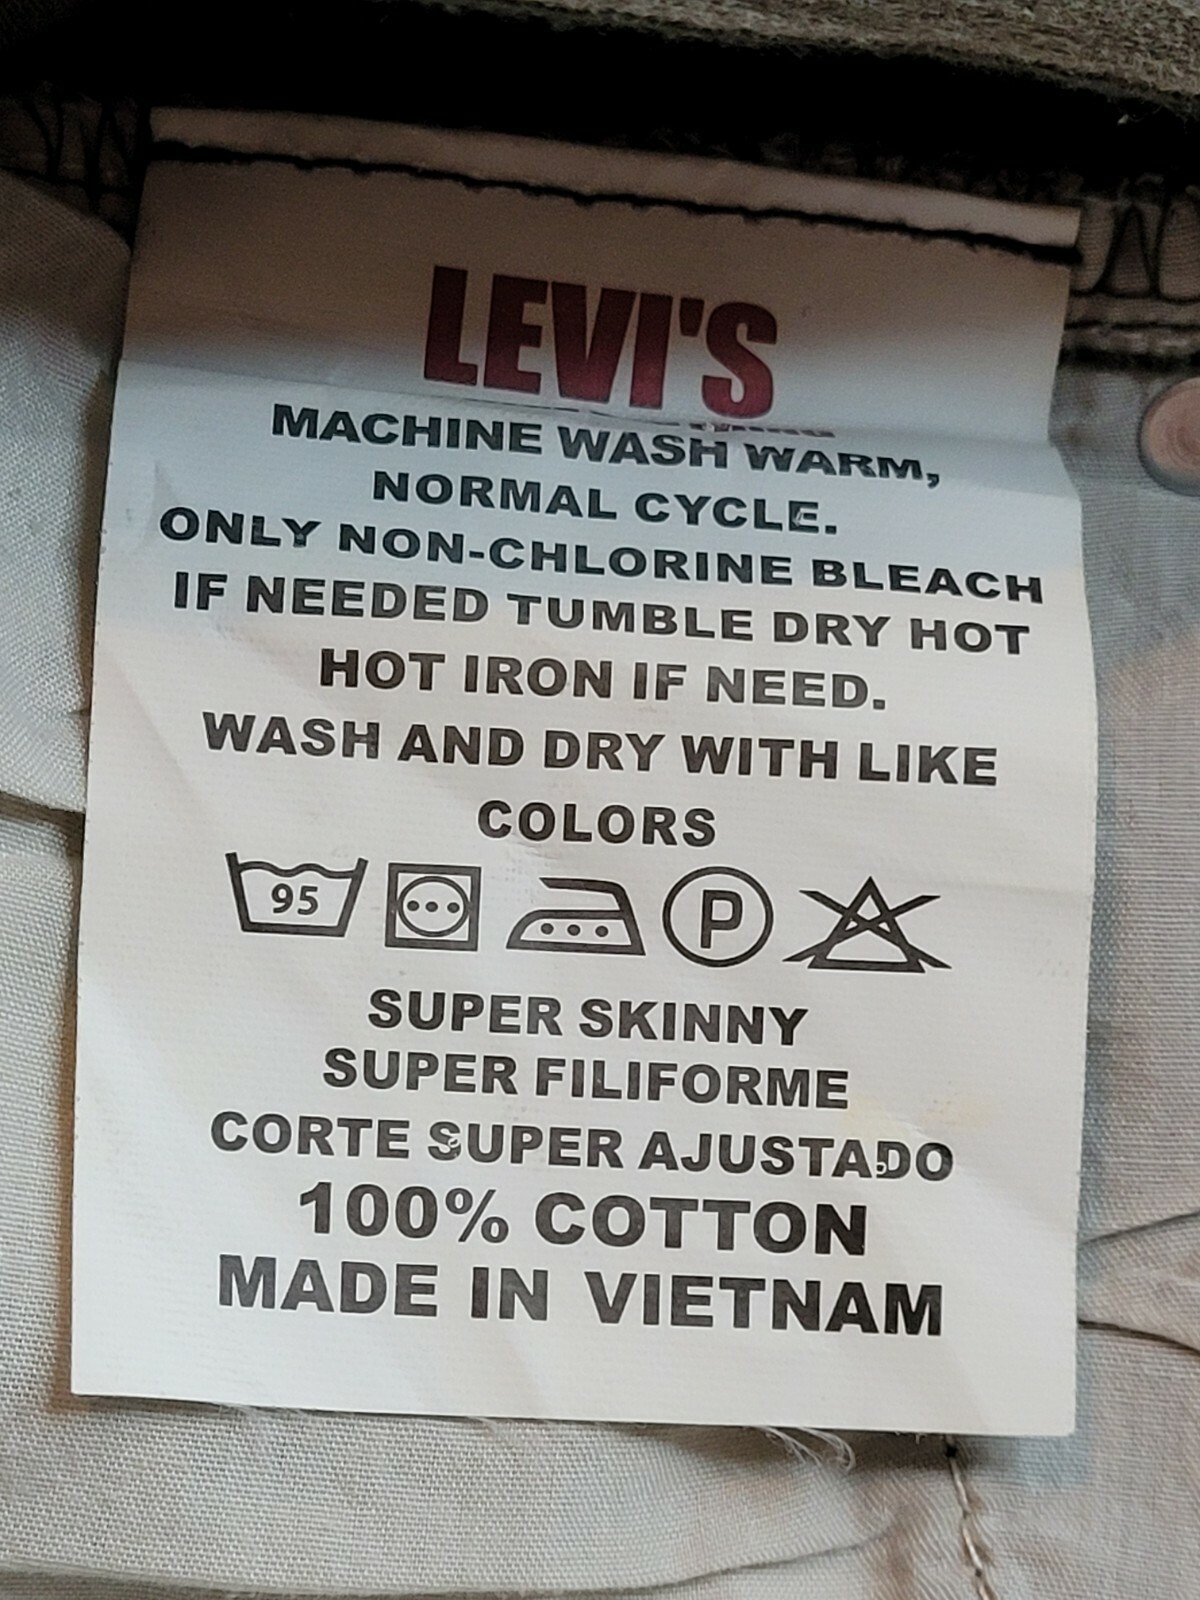 LEVI'S
MACHINE WASH WARM,
NORMAL CYCLE.
ONLY NON-CHLORINE BLEACH
IF NEEDED TUMBLE DRY HOT
HOT IRON IF NEED.
WASH AND DRY WITH LIKE
COLORS
95 P
SUPER SKINNY
SUPER FILIFORME
CORTE SUPER AJUSTADO
100% COTTON
MADE IN VIETNAM